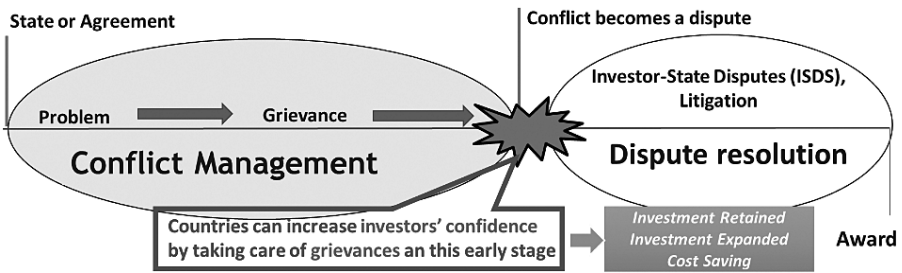 State or Agreement
Conflict becomes a dispute
Problem
Grievance
Conflict Management
Investor-State Disputes (ISDS),
Litigation
Dispute resolution
Countries can increase investors' confidence
by taking care of grievances an this early stage
Investment Retained
Investment Expanded
Cost Saving
Award